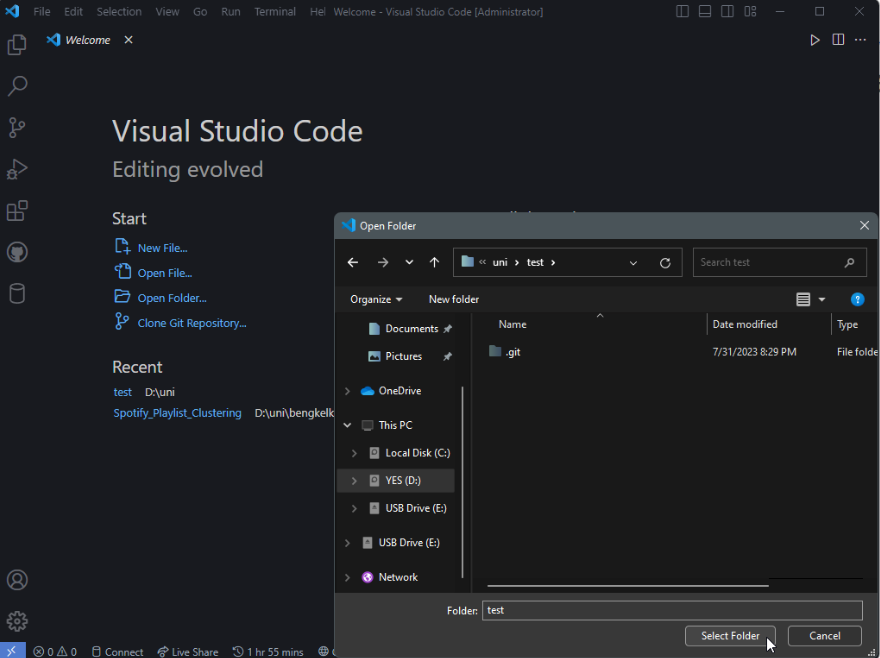 File Edit Selection View Go Run Terminal Hel Welcome - Visual Studio Code [Administrator]
Welcome
Visual Studio Code
Editing evolved
Start
New File...
Open File...
Open Folder...
Clone Git Repository...
Recent
test D:\uni
Spotify_Playlist_Clustering D:\uni\bengkelk
Open Folder
« uni › test ›
Search test
Organize New folder
Name Date modified Type
.git 7/31/2023 8:29 PM File folde
Documents
Pictures
OneDrive
This PC
Local Disk (C:)
YES (D:)
USB Drive (E:)
USB Drive (E:)
Network
Folder: test
Select Folder Cancel
0 0 Connect Live Share 1 hr 55 mins